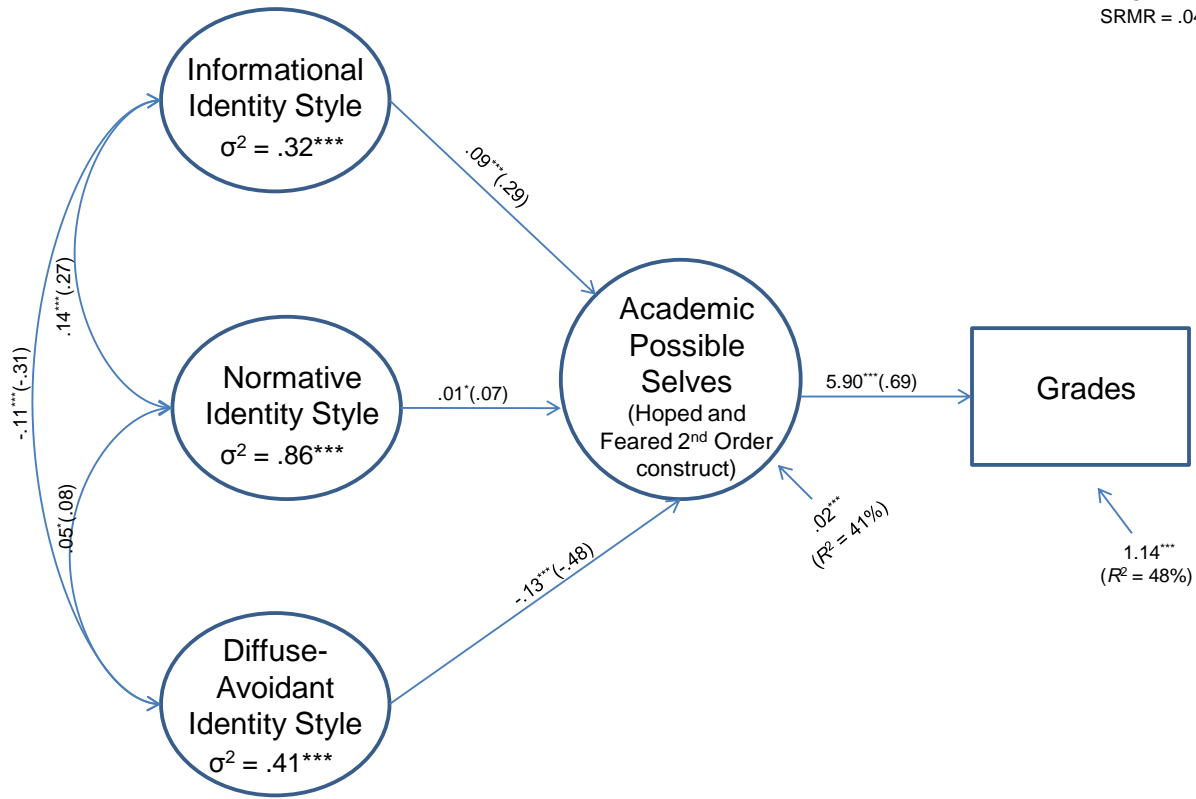 SRMR = .04
Informational
Identity Style
σ² = .32***
.09***(.29)
.14***(.27)
-.11***(-.31)
Normative
Identity Style
σ² = .86***
.01*(.07)
.05*(.08)
Academic
Possible
Selves
(Hoped and
Feared 2nd Order
construct)
5.90***(.69)
Grades
.02***
(R² = 41%)
1.14***
(R² = 48%)
-.13***(-.48)
Diffuse-
Avoidant
Identity Style
σ² = .41***